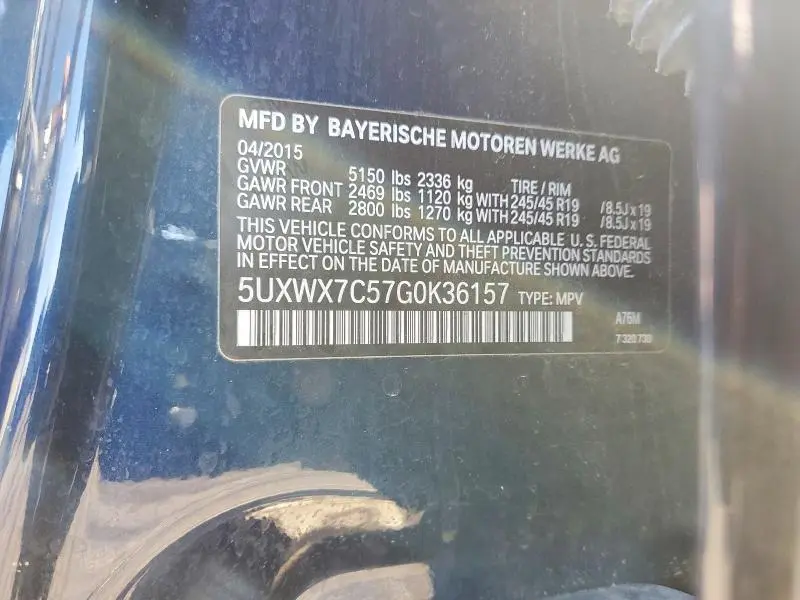 MFD BY BAYERISCHE MOTOREN WERKE AG
04/2015
GVWR 5150 lbs 2336 kg TIRE / RIM
GAWR FRONT 2469 lbs 1120 kg WITH 245/45 R19 /8.5J x 19
GAWR REAR 2800 lbs 1270 kg WITH 245/45 R19 /8.5J x 19
THIS VEHICLE CONFORMS TO ALL APPLICABLE U.S. FEDERAL
MOTOR VEHICLE SAFETY AND THEFT PREVENTION STANDARDS
IN EFFECT ON THE DATE OF MANUFACTURE SHOWN ABOVE.
5UXWX7C57G0K36157 TYPE: MPV
A76M
7 320 730